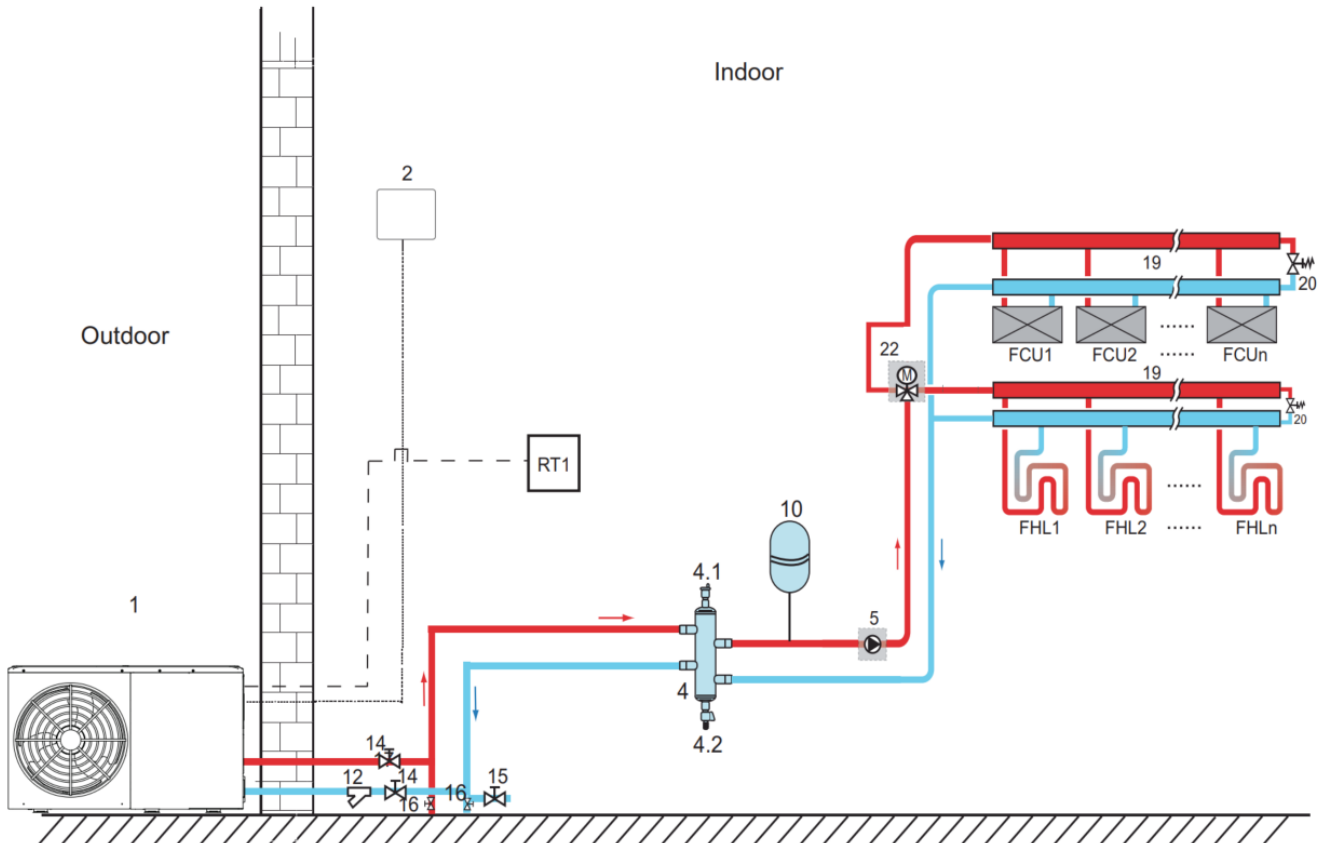 Indoor
2
Outdoor
19
20
FCU1
FCU2
......
......
FCUn
22
M
19
20
RT1
10
FHL1
FHL2
......
......
FHLn
4.1
5
1
4
4.2
14
12
14
16
16
15